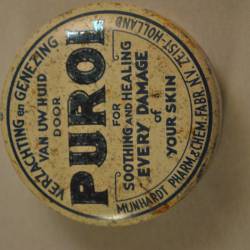 VERZACHTING en GENEZING
VAN UW HUID
DOOR
PUROL
FOR
SOOTHING AND HEALING
EVERY DAMAGE
of
YOUR SKIN
MIJNHARDT PHARM. & CHEM. FABR. N.V. ZEIST-HOLLAND